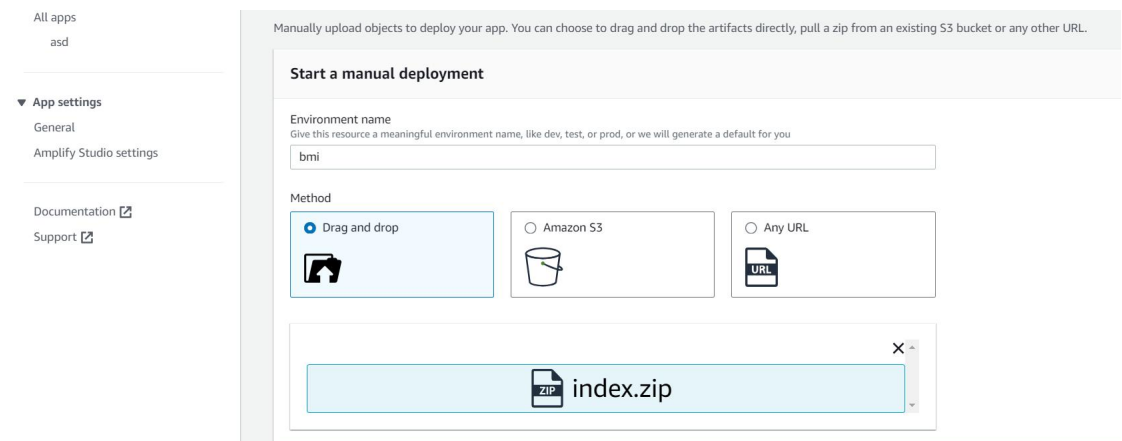 All apps
asd
App settings
General
Amplify Studio settings
Documentation
Support
Manually upload objects to deploy your app. You can choose to drag and drop the artifacts directly, pull a zip from an existing S3 bucket or any other URL.
Start a manual deployment
Environment name
Give this resource a meaningful environment name, like dev, test, or prod, or we will generate a default for you
bmi
Method
Drag and drop
Amazon S3
Any URL
URL
ZIP index.zip